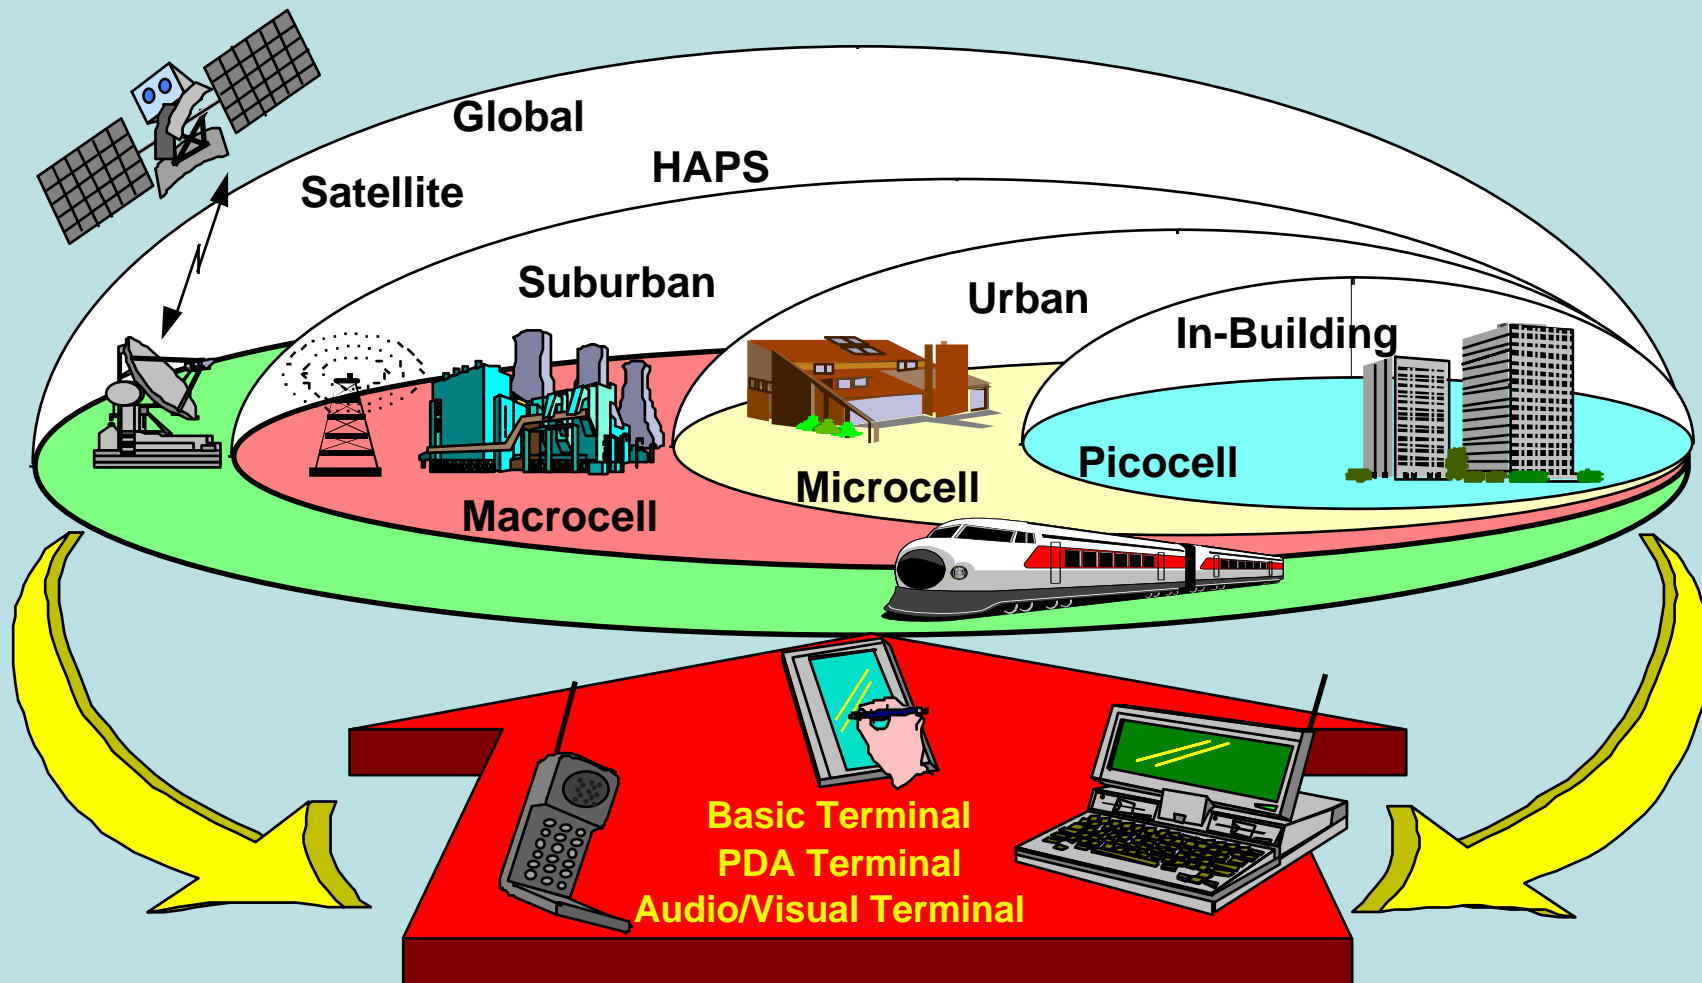 Global
HAPS
Satellite
Suburban
Urban
In-Building
Picocell
Microcell
Macrocell
Basic Terminal
PDA Terminal
Audio/Visual Terminal